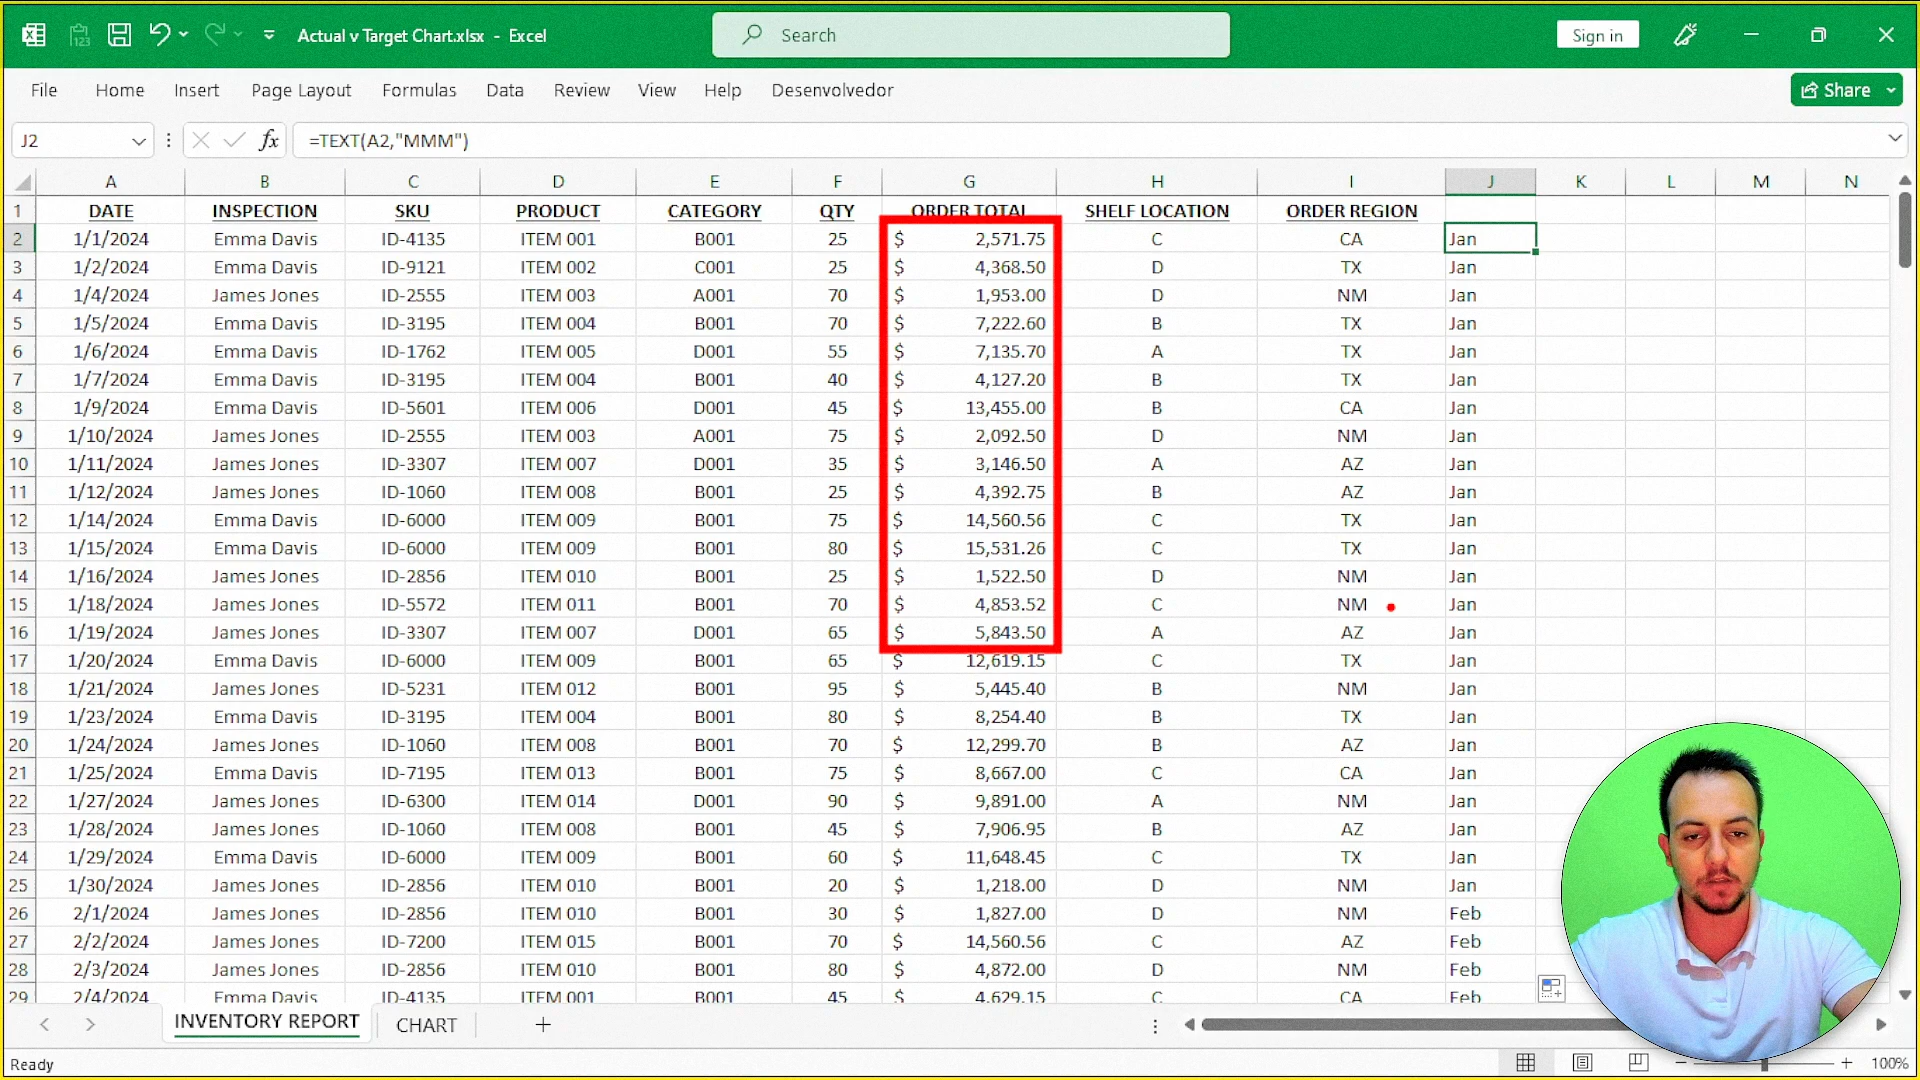 Actual v Target Chart.xlsx - Excel
Search
Sign in
File Home Insert Page Layout Formulas Data Review View Help Desenvolvedor
Share
J2 fx =TEXT(A2,"MMM")
A B C D E F G H I J K L M N
1 DATE INSPECTION SKU PRODUCT CATEGORY QTY ORDER TOTAL SHELF LOCATION ORDER REGION
2 1/1/2024 Emma Davis ID-4135 ITEM 001 B001 25 $ 2,571.75 C CA Jan
3 1/2/2024 Emma Davis ID-9121 ITEM 002 C001 25 $ 4,368.50 D TX Jan
4 1/4/2024 James Jones ID-2555 ITEM 003 A001 70 $ 1,953.00 D NM Jan
5 1/5/2024 Emma Davis ID-3195 ITEM 004 B001 70 $ 7,222.60 B TX Jan
6 1/6/2024 Emma Davis ID-1762 ITEM 005 D001 55 $ 7,135.70 A TX Jan
7 1/7/2024 Emma Davis ID-3195 ITEM 004 B001 40 $ 4,127.20 B TX Jan
8 1/9/2024 Emma Davis ID-5601 ITEM 006 D001 45 $ 13,455.00 B CA Jan
9 1/10/2024 James Jones ID-2555 ITEM 003 A001 75 $ 2,092.50 D NM Jan
10 1/11/2024 James Jones ID-3307 ITEM 007 D001 35 $ 3,146.50 A AZ Jan
11 1/12/2024 James Jones ID-1060 ITEM 008 B001 25 $ 4,392.75 B AZ Jan
12 1/14/2024 Emma Davis ID-6000 ITEM 009 B001 75 $ 14,560.56 C TX Jan
13 1/15/2024 Emma Davis ID-6000 ITEM 009 B001 80 $ 15,531.26 C TX Jan
14 1/16/2024 James Jones ID-2856 ITEM 010 B001 25 $ 1,522.50 D NM Jan
15 1/18/2024 James Jones ID-5572 ITEM 011 B001 70 $ 4,853.52 C NM Jan
16 1/19/2024 James Jones ID-3307 ITEM 007 D001 65 $ 5,843.50 A AZ Jan
17 1/20/2024 Emma Davis ID-6000 ITEM 009 B001 65 $ 12,619.15 C TX Jan
18 1/21/2024 James Jones ID-5231 ITEM 012 B001 95 $ 5,445.40 B NM Jan
19 1/23/2024 Emma Davis ID-3195 ITEM 004 B001 80 $ 8,254.40 B TX Jan
20 1/24/2024 James Jones ID-1060 ITEM 008 B001 70 $ 12,299.70 B AZ Jan
21 1/25/2024 Emma Davis ID-7195 ITEM 013 B001 75 $ 8,667.00 C CA Jan
22 1/27/2024 James Jones ID-6300 ITEM 014 D001 90 $ 9,891.00 A NM Jan
23 1/28/2024 James Jones ID-1060 ITEM 008 B001 45 $ 7,906.95 B AZ Jan
24 1/29/2024 Emma Davis ID-6000 ITEM 009 B001 60 $ 11,648.45 C TX Jan
25 1/30/2024 James Jones ID-2856 ITEM 010 B001 20 $ 1,218.00 D NM Jan
26 2/1/2024 James Jones ID-2856 ITEM 010 B001 30 $ 1,827.00 D NM Feb
27 2/2/2024 James Jones ID-7200 ITEM 015 B001 70 $ 14,560.56 C AZ Feb
28 2/3/2024 James Jones ID-2856 ITEM 010 B001 80 $ 4,872.00 D NM Feb
29 2/4/2024 Emma Davis ID-4135 ITEM 001 B001 45 $ 4,629.15 C CA Feb
INVENTORY REPORT CHART
Ready 100%